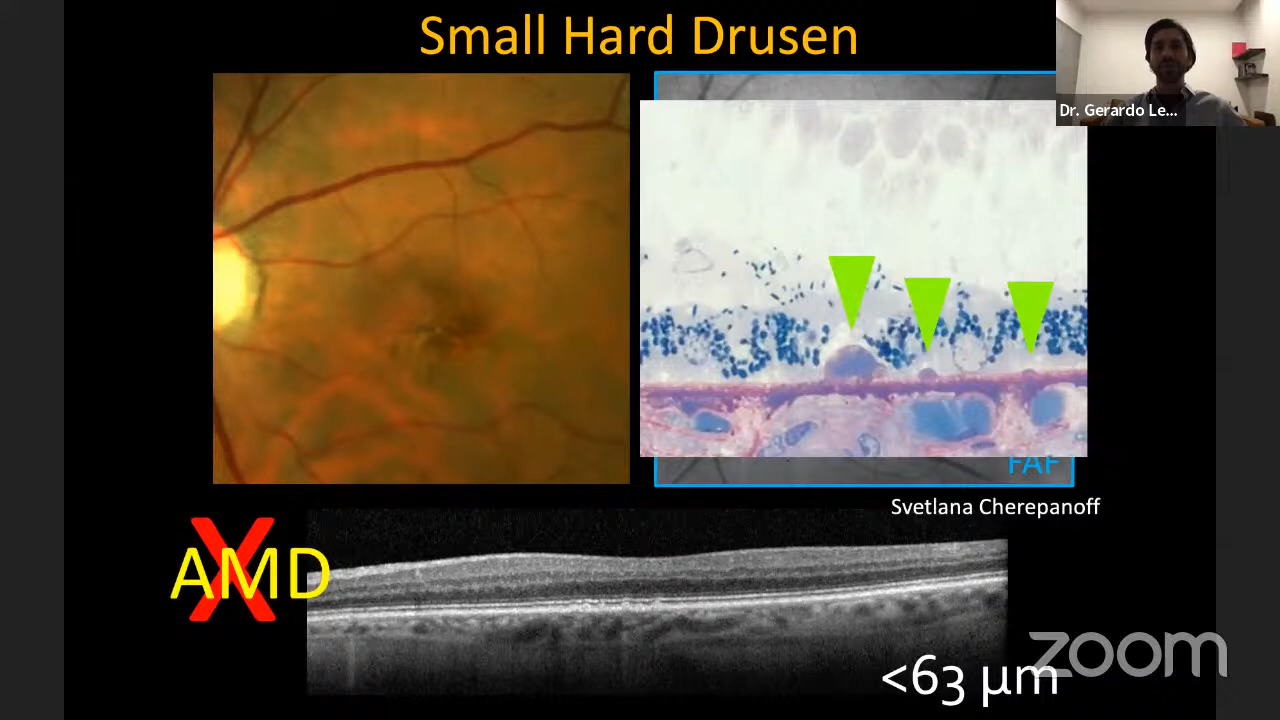 Small Hard Drusen
Dr. Gerardo Le...
FAF
Svetlana Cherepanoff
AMD
X
<63 µm
zoom